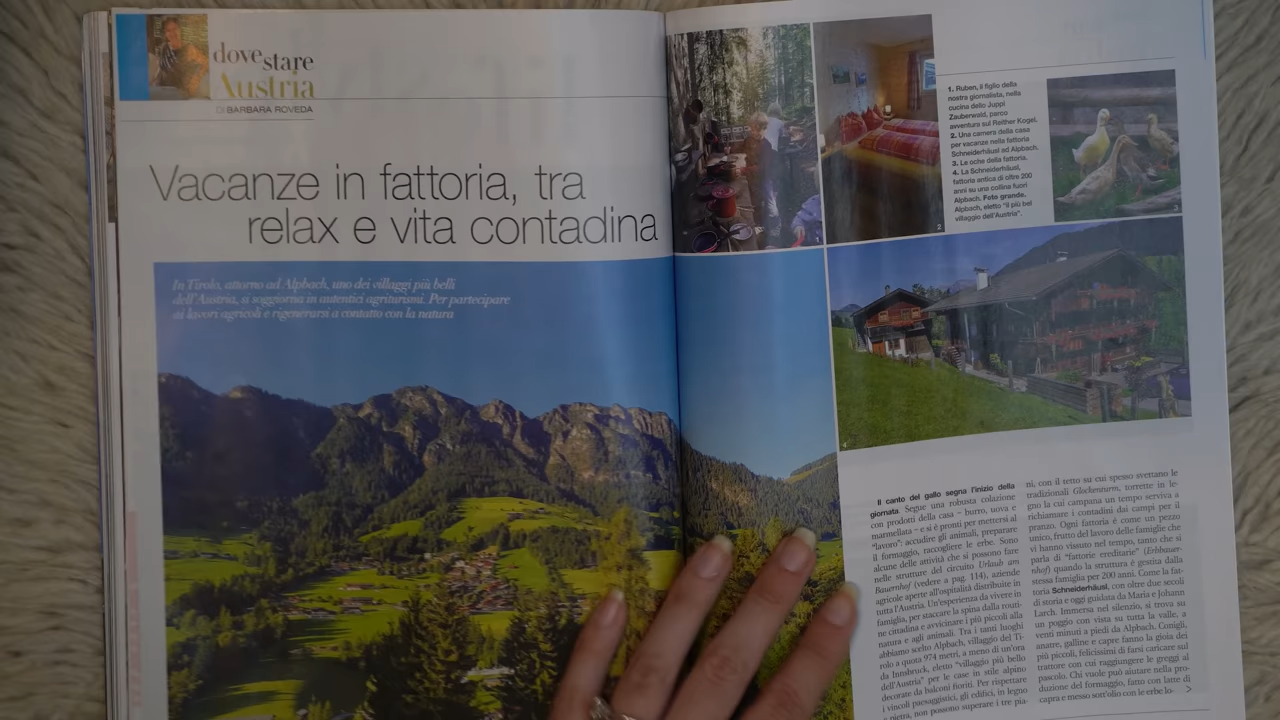 dove stare
Austria
DI BARBARA ROVEDA
Vacanze in fattoria, tra
relax e vita contadina
In Tirolo, attorno ad Alpbach, uno dei villaggi più belli
dell'Austria, si soggiorna in autentici agriturismi. Per partecipare
ai lavori agricoli e rigenerarsi a contatto con la natura
1. Ruben, il figlio della
nostra giornalista, nella
cucina dello Juppi
Zauberwald, parco
avventura sul Reither Kogel.
2. Una camera della casa
per vacanze nella fattoria
Schneiderhäusl ad Alpbach.
3. Le oche della fattoria.
4. La Schneiderhäusl,
fattoria antica di oltre 200
anni su una collina fuori
Alpbach. Foto grande.
Alpbach, eletto "il più bel
villaggio dell'Austria".
2
3
4
Il canto del gallo segna l'inizio della
giornata. Segue una robusta colazione
con prodotti della casa – burro, uova e
marmellata – e si è pronti per mettersi al
"lavoro": accudire gli animali, preparare
il formaggio, raccogliere le erbe. Sono
alcune delle attività che si possono fare
nelle strutture del circuito Urlaub am
Bauernhof (vedere a pag. 114), aziende
agricole aperte all'ospitalità distribuite in
tutta l'Austria. Un'esperienza da vivere in
famiglia, per staccare la spina dalla routi-
ne cittadina e avvicinare i più piccoli alla
natura e agli animali. Tra i tanti luoghi
abbiamo scelto Alpbach, villaggio del Ti-
rolo a quota 974 metri, a meno di un'ora
da Innsbruck, eletto "villaggio più bello
dell'Austria" per le case in stile alpino
decorate da balconi fioriti. Per rispettare
i vincoli paesaggistici, gli edifici, in legno
e pietra, non possono superare i tre pia-
ni, con il tetto su cui spesso svettano le
tradizionali Glockenturm, torrette in le-
gno la cui campana un tempo serviva a
richiamare i contadini dai campi per il
pranzo. Ogni fattoria è come un pezzo
unico, frutto del lavoro delle famiglie che
vi hanno vissuto nel tempo, tanto che si
parla di "fattorie ereditarie" (Erbbauer-
nhof) quando la struttura è gestita dalla
stessa famiglia per 200 anni. Come la fat-
toria Schneiderhäusl, con oltre due secoli
di storia e oggi guidata da Maria e Johann
Larch. Immersa nel silenzio, si trova su
un poggio con vista su tutta la valle, a
venti minuti a piedi da Alpbach. Conigli,
anatre, galline e capre fanno la gioia dei
più piccoli, felicissimi di farsi caricare sul
trattore con cui raggiungere le greggi al
pascolo. Chi vuole può aiutare nella pro-
duzione del formaggio, fatto con latte di
capra e messo sott'olio con le erbe lo- >